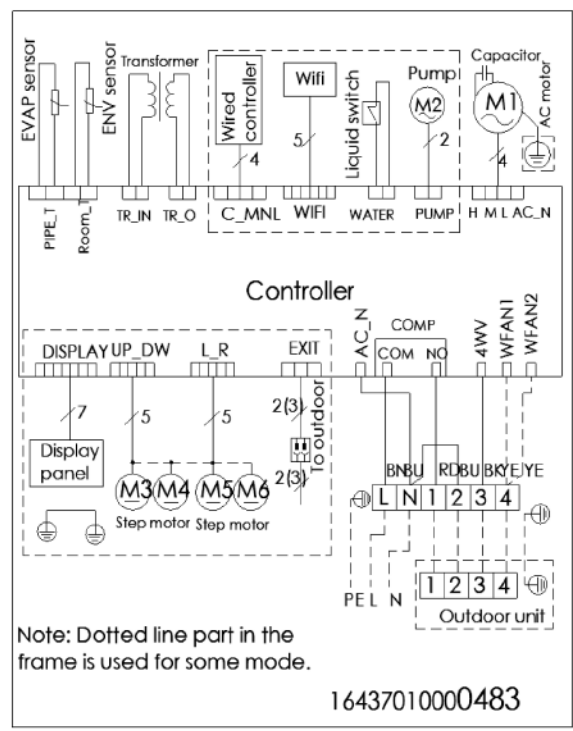 EVAP sensor
ENV sensor
Transformer
Wired controller
4
Wifi
5
Liquid switch
Pump
M2
2
Capacitor
M1
4
AC motor
PIPE_T
Room_T
TR_IN
TR_O
C_MNL
WIFI
WATER
PUMP
H M L AC_N
Controller
AC_N
COMP
COM
NO
4WV
WFAN1
WFAN2
DISPLAY
UP_DW
L_R
EXIT
7
5
5
2(3)
To outdoor
2(3)
Display
panel
M3
M4
M5
M6
Step motor
Step motor
BN
BU
RD
BU
BK
YE/YE
L N 1 2 3 4
PE L N
1 2 3 4
Outdoor unit
Note: Dotted line part in the
frame is used for some mode.
16437010000483